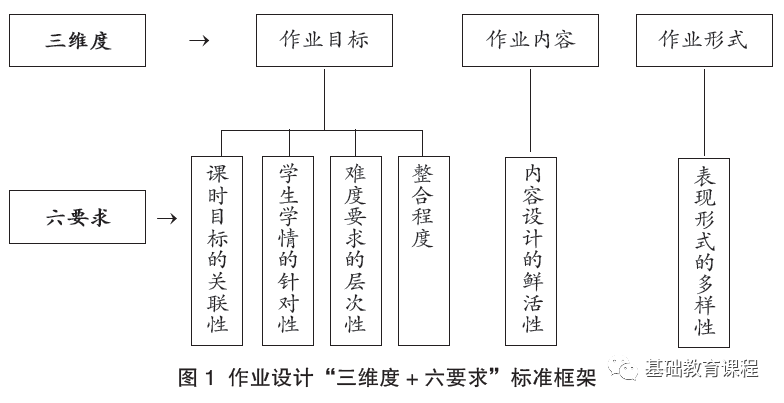 三维度 → 作业目标 作业内容 作业形式
六要求 →
课时目标的关联性
学生学情的针对性
难度要求的层次性
整合程度
内容设计的鲜活性
表现形式的多样性
图 1 作业设计“三维度 + 六要求”标准框架
基础教育课程